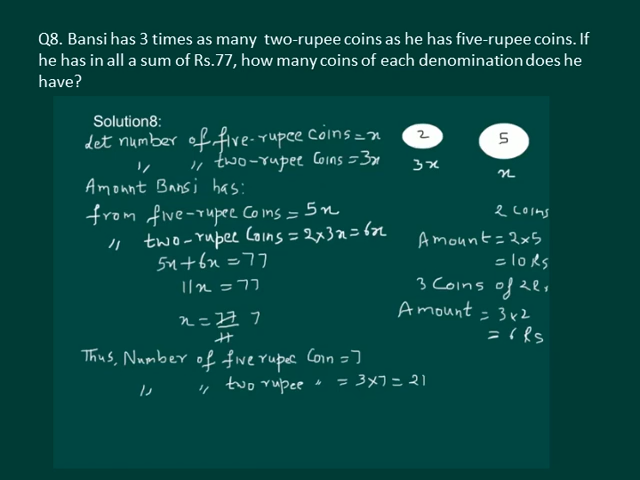 Q8. Bansi has 3 times as many two-rupee coins as he has five-rupee coins. If
he has in all a sum of Rs.77, how many coins of each denomination does he
have?
Solution8:
Let number of five-rupee coins = x
,, ,, two-rupee Coins = 3x
Amount Bansi has:
from five-rupee Coins = 5x
,, two-rupee Coins = 2×3x = 6x
5x + 6x = 77
11x = 77
x = 77/11 7
Thus, Number of five rupee Coin = 7
,, ,, two rupee ,, = 3×7 = 21
2 5
3x x
2 Coins
Amount = 2×5
= 10 Rs
3 Coins of 2R
Amount = 3×2
= 6 Rs